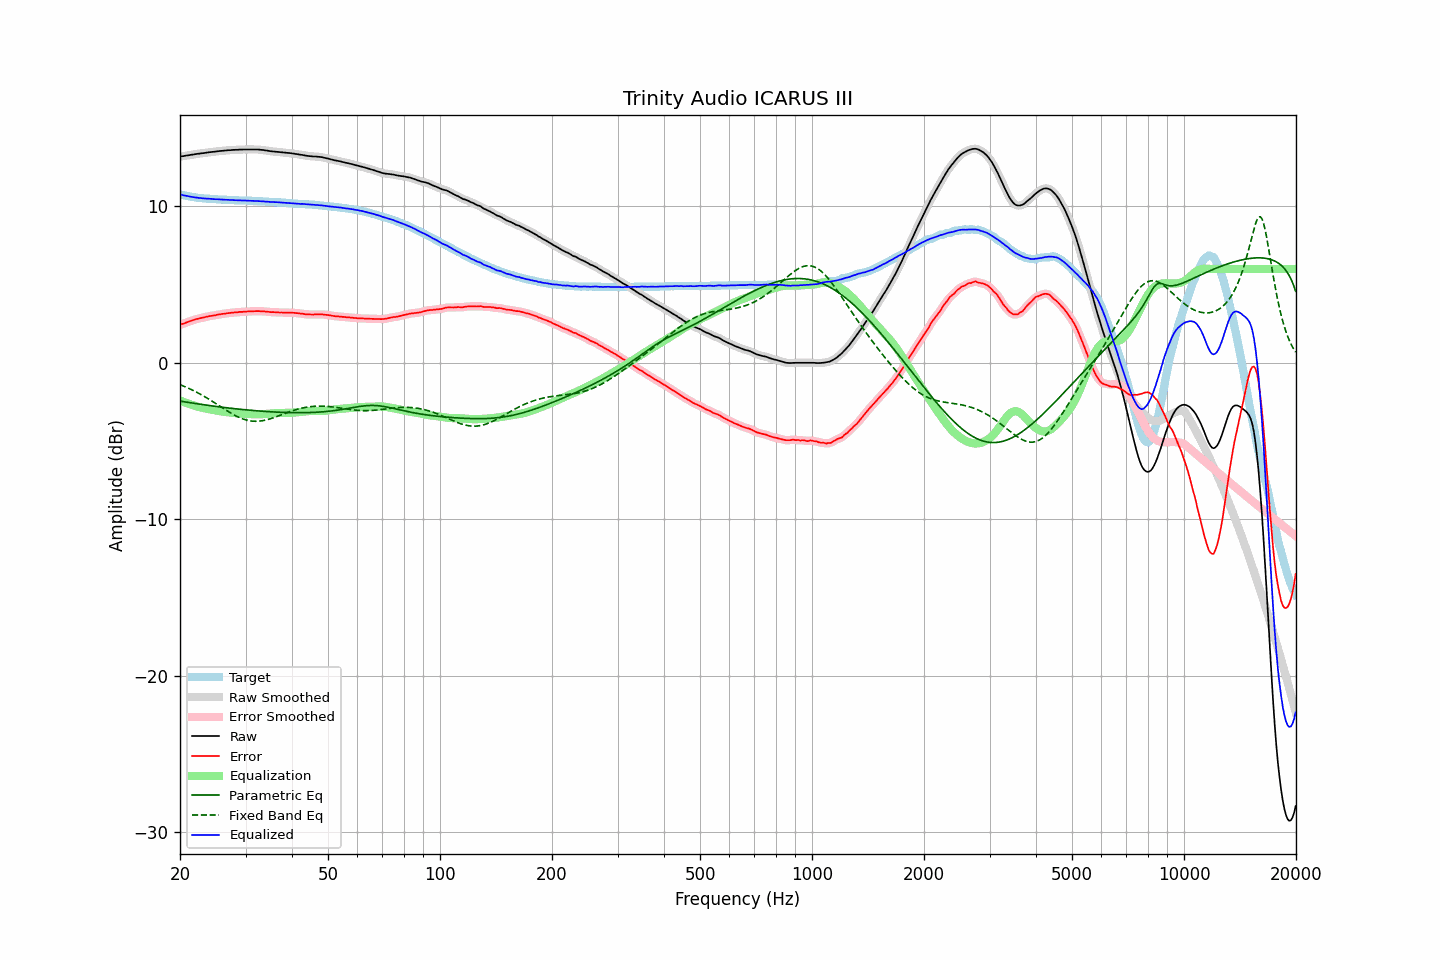 Trinity Audio ICARUS III
Amplitude (dBr)
10
0
−10
−20
−30
Target
Raw Smoothed
Error Smoothed
Raw
Error
Equalization
Parametric Eq
Fixed Band Eq
Equalized
20 50 100 200 500 1000 2000 5000 10000 20000
Frequency (Hz)